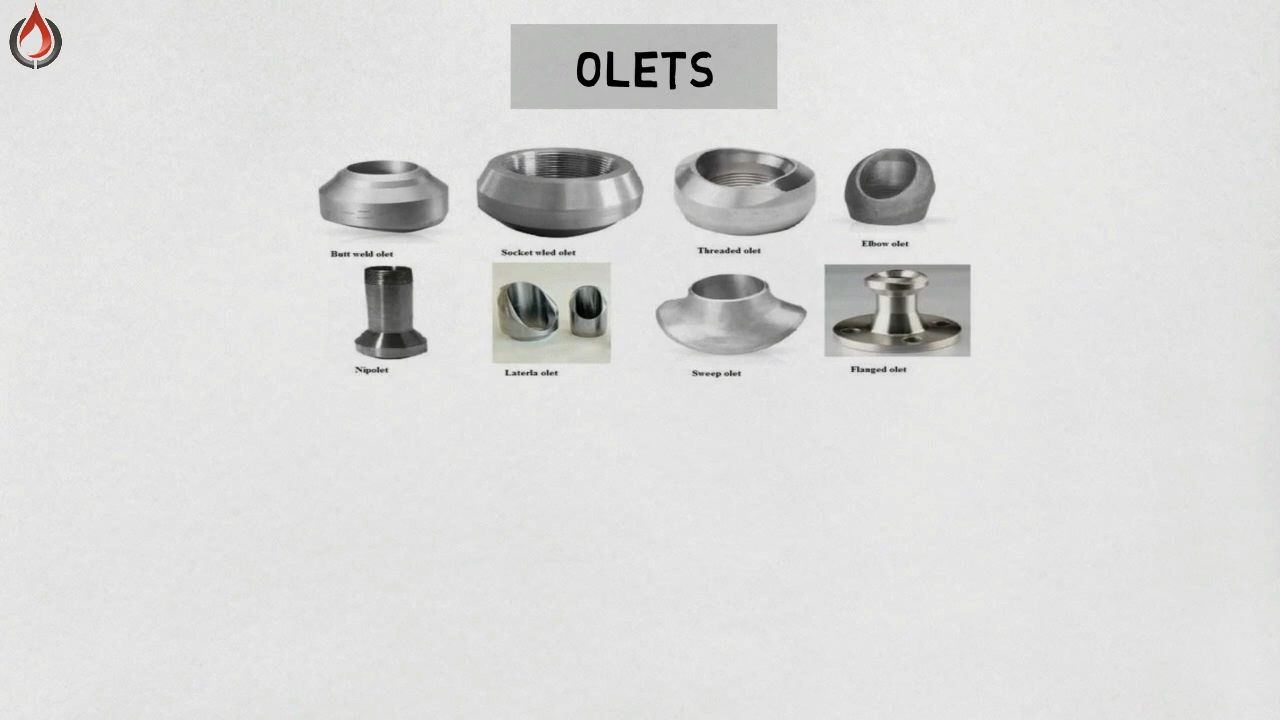 OLETS
Butt weld olet
Socket wled olet
Threaded olet
Elbow olet
Nipolet
Laterla olet
Sweep olet
Flanged olet